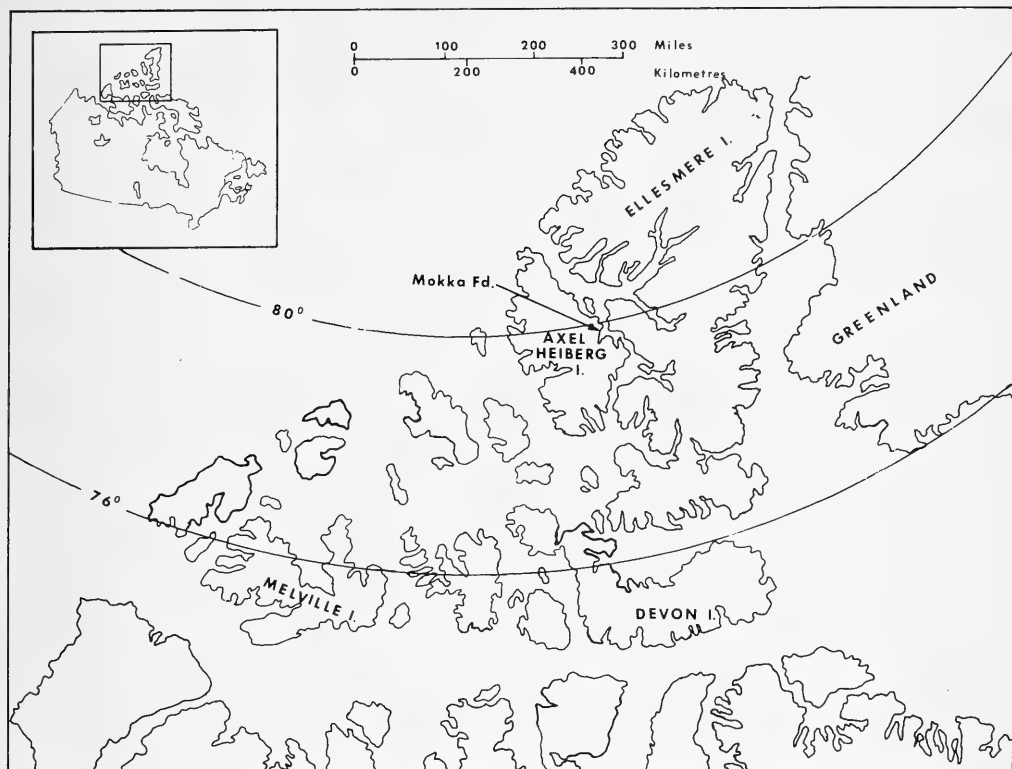 0 100 200 300 Miles
0 200 400 Kilometres
ELLESMERE I.
Mokka Fd.
80°
GREENLAND
AXEL
HEIBERG
I.
76°
MELVILLE I.
DEVON I.